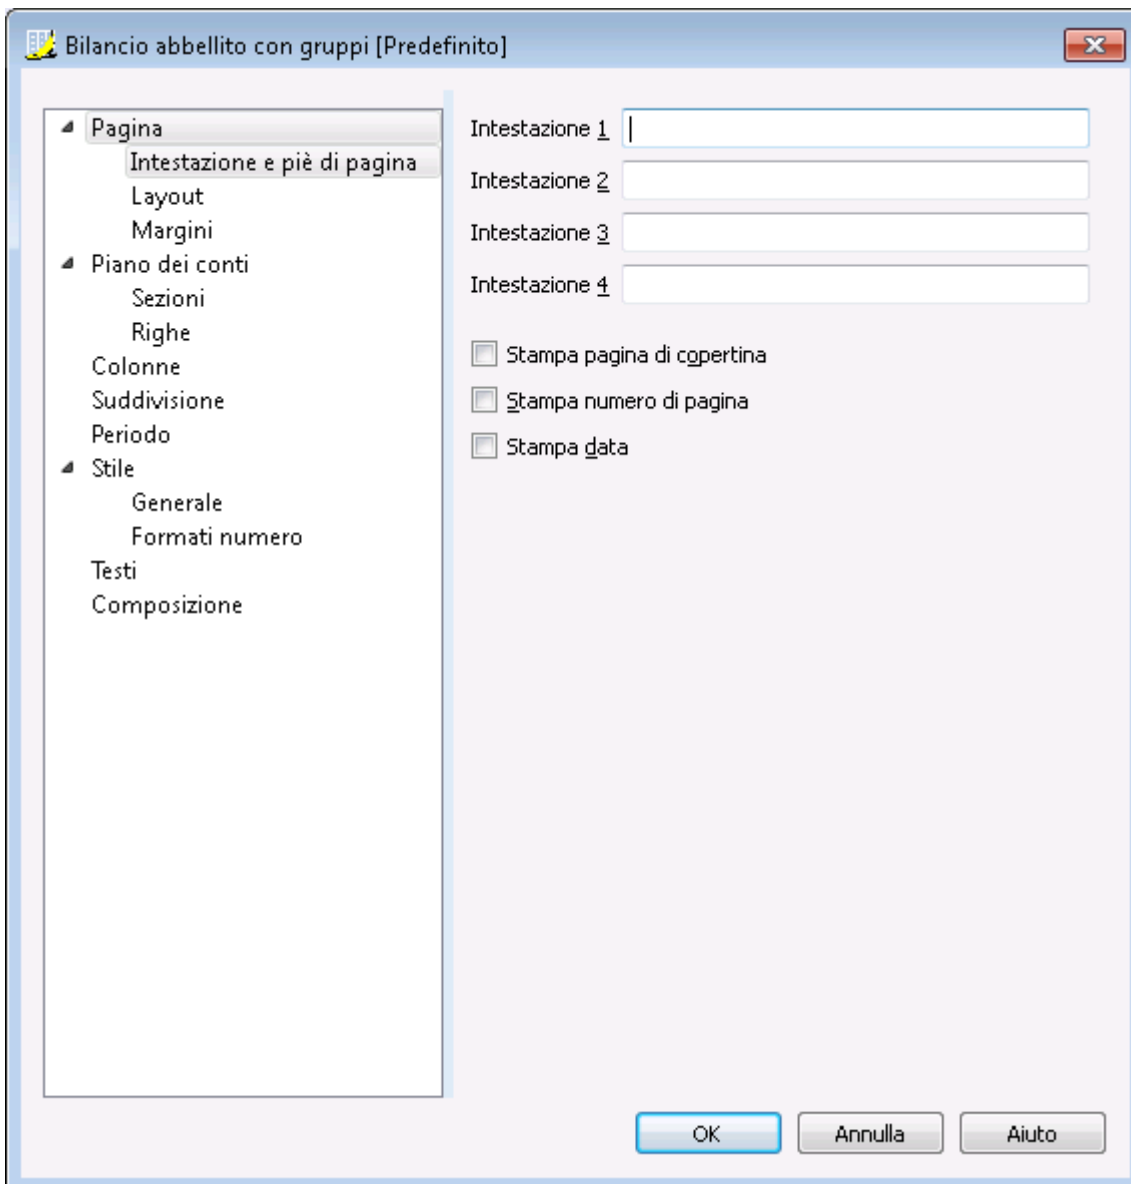 Bilancio abbellito con gruppi [Predefinito]
Pagina
Intestazione e piè di pagina
Layout
Margini
Piano dei conti
Sezioni
Righe
Colonne
Suddivisione
Periodo
Stile
Generale
Formati numero
Testi
Composizione
Intestazione 1
Intestazione 2
Intestazione 3
Intestazione 4
Stampa pagina di copertina
Stampa numero di pagina
Stampa data
OK
Annulla
Aiuto